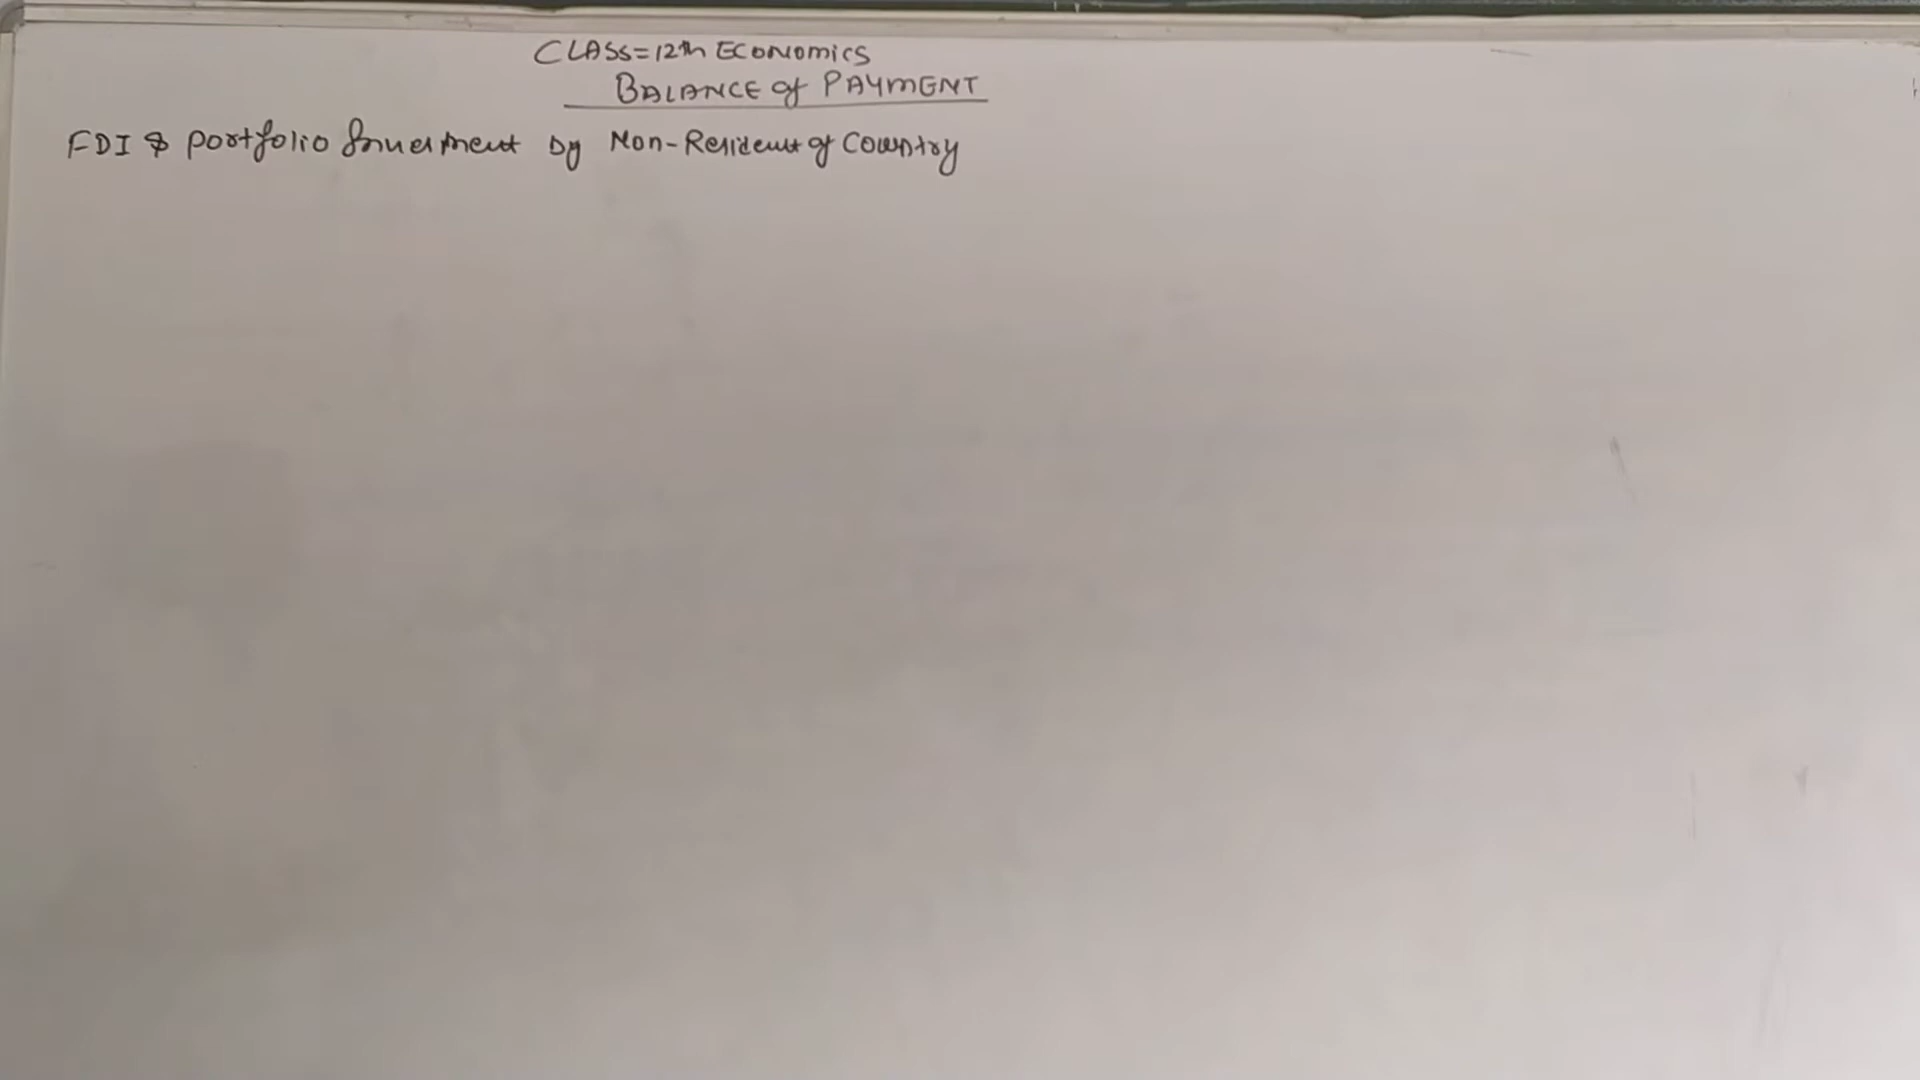 CLASS=12th ECONOMICS
BALANCE of PAYMENT
FDI & portfolio Investment by Non-Resident of Country